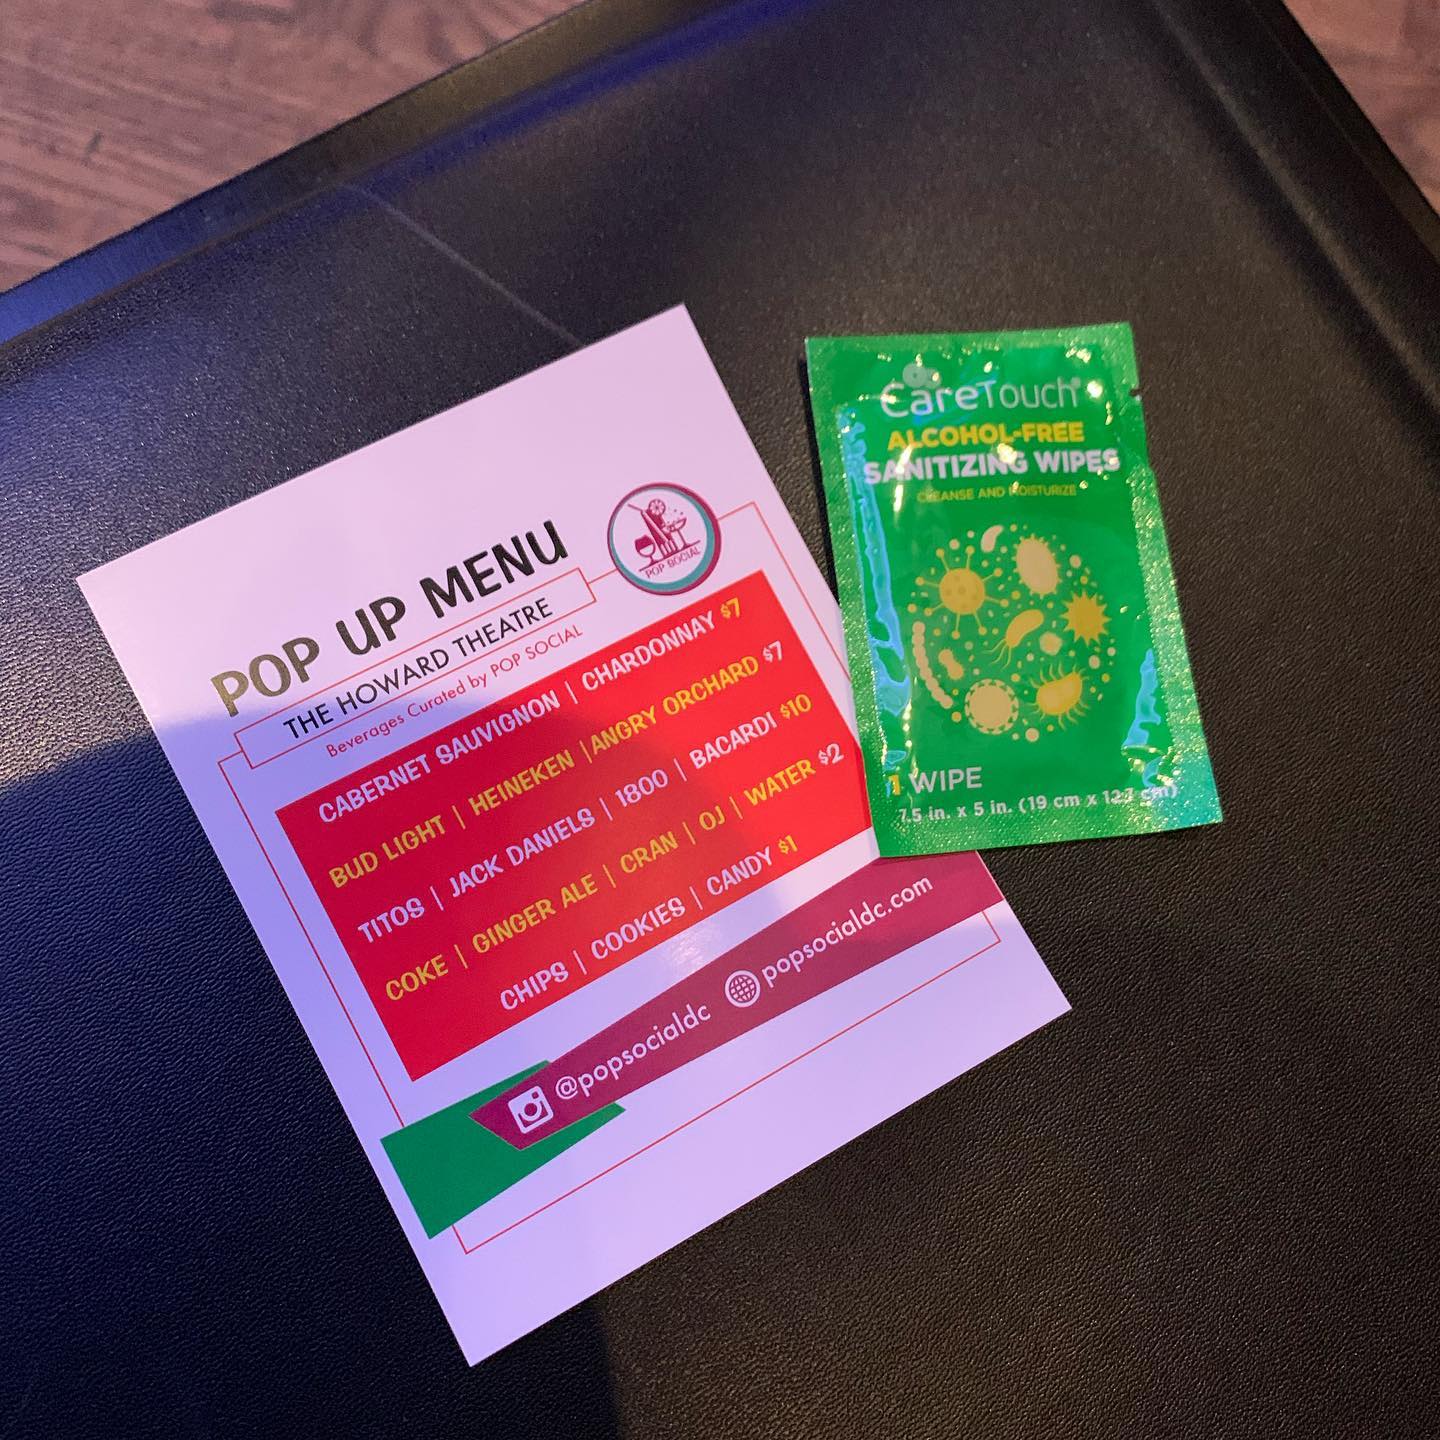 POP UP MENU
POP SOCIAL
THE HOWARD THEATRE
Beverages Curated by POP SOCIAL
CABERNET SAUVIGNON | CHARDONNAY $7
BUD LIGHT | HEINEKEN | ANGRY ORCHARD $7
TITOS | JACK DANIELS | 1800 | BACARDI $10
COKE | GINGER ALE | CRAN | OJ | WATER $2
CHIPS | COOKIES | CANDY $1
@popsocialdc popsocialdc.com
CareTouch®
ALCOHOL-FREE
SANITIZING WIPES
CLEANSE AND MOISTURIZE
1 WIPE
7.5 in. x 5 in. (19 cm x 12.7 cm)